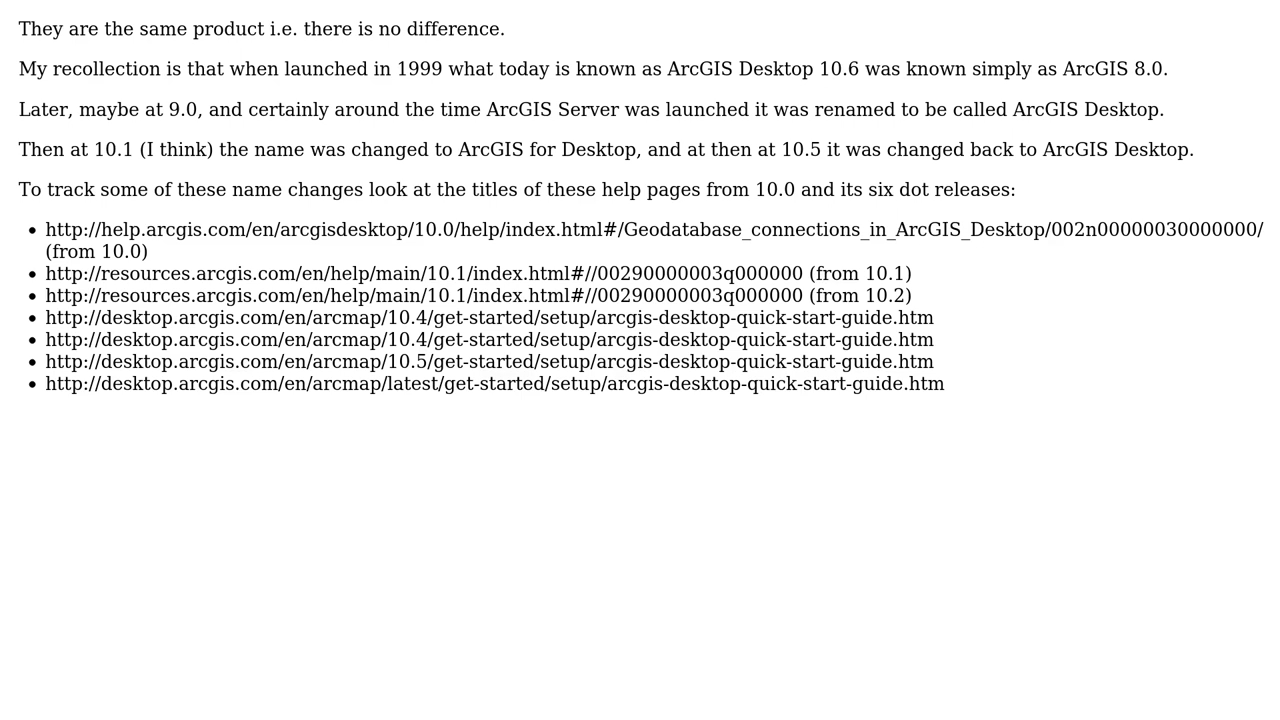 They are the same product i.e. there is no difference.
My recollection is that when launched in 1999 what today is known as ArcGIS Desktop 10.6 was known simply as ArcGIS 8.0.
Later, maybe at 9.0, and certainly around the time ArcGIS Server was launched it was renamed to be called ArcGIS Desktop.
Then at 10.1 (I think) the name was changed to ArcGIS for Desktop, and at then at 10.5 it was changed back to ArcGIS Desktop.
To track some of these name changes look at the titles of these help pages from 10.0 and its six dot releases:
• http://help.arcgis.com/en/arcgisdesktop/10.0/help/index.html#/Geodatabase_connections_in_ArcGIS_Desktop/002n00000030000000/
(from 10.0)
• http://resources.arcgis.com/en/help/main/10.1/index.html#//00290000003q000000 (from 10.1)
• http://resources.arcgis.com/en/help/main/10.1/index.html#//00290000003q000000 (from 10.2)
• http://desktop.arcgis.com/en/arcmap/10.4/get-started/setup/arcgis-desktop-quick-start-guide.htm
• http://desktop.arcgis.com/en/arcmap/10.4/get-started/setup/arcgis-desktop-quick-start-guide.htm
• http://desktop.arcgis.com/en/arcmap/10.5/get-started/setup/arcgis-desktop-quick-start-guide.htm
• http://desktop.arcgis.com/en/arcmap/latest/get-started/setup/arcgis-desktop-quick-start-guide.htm